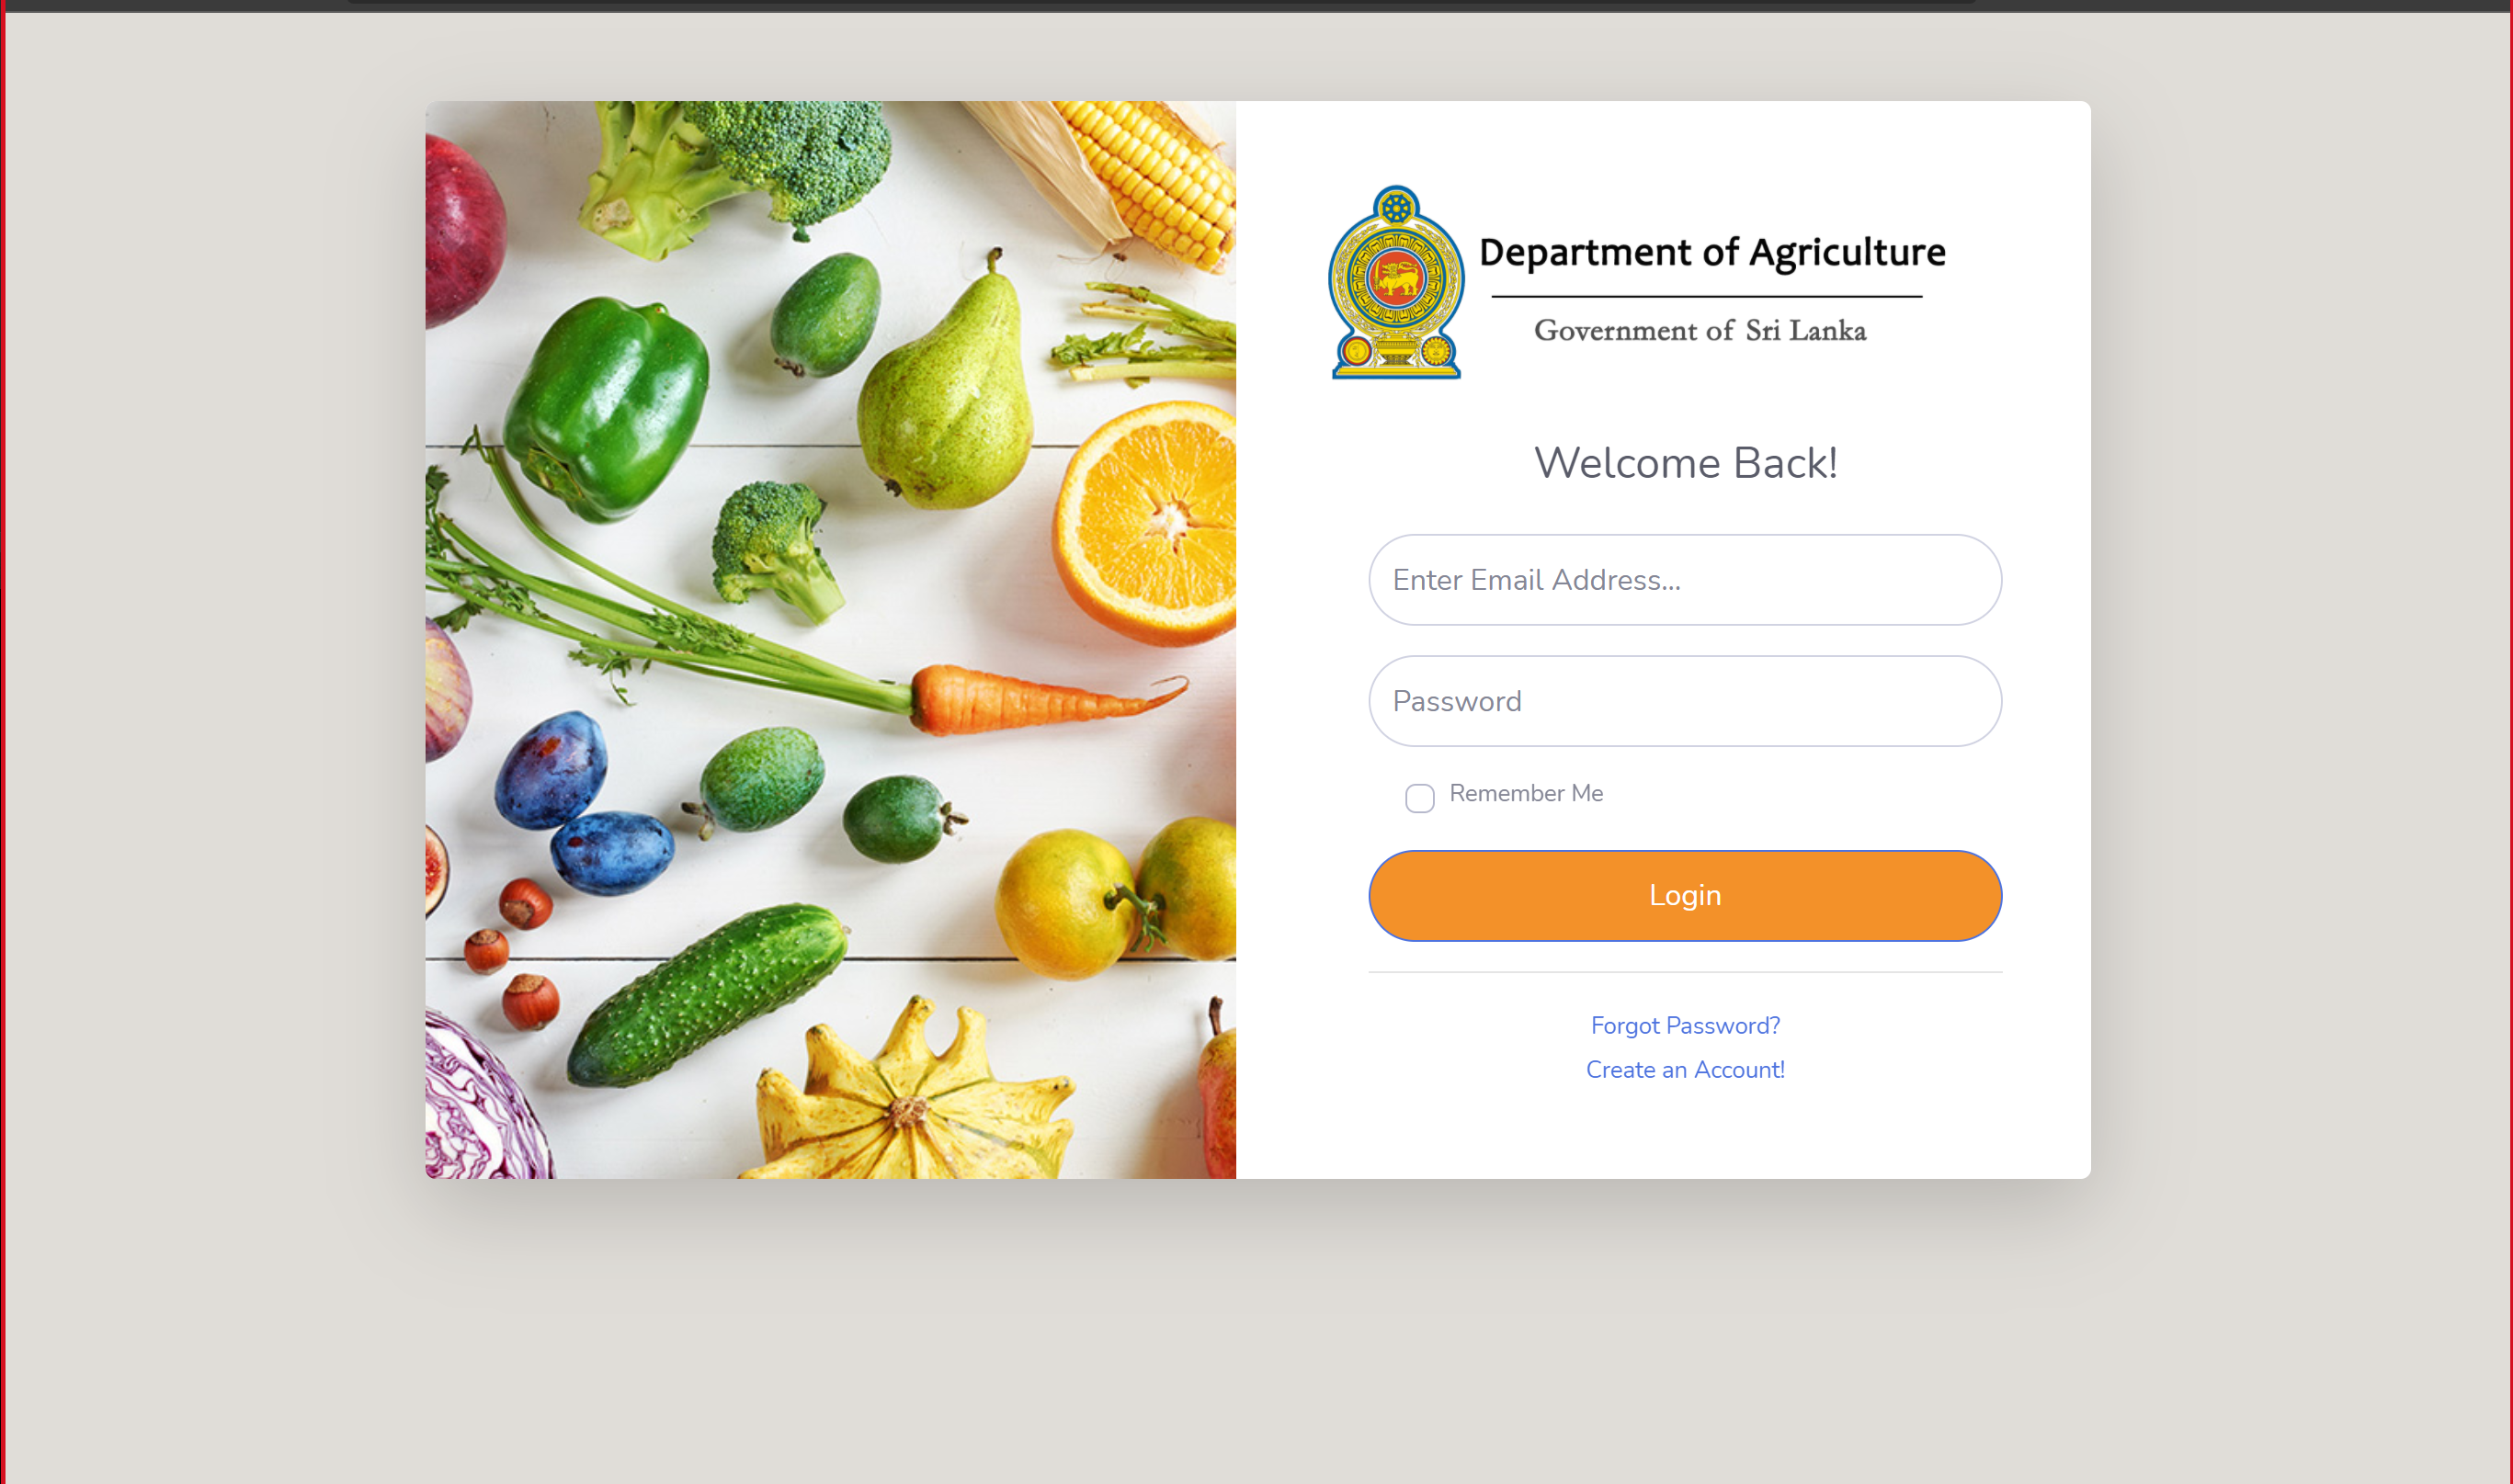 Department of Agriculture
Government of Sri Lanka
Welcome Back!
Enter Email Address...
Password
Remember Me
Login
Forgot Password?
Create an Account!